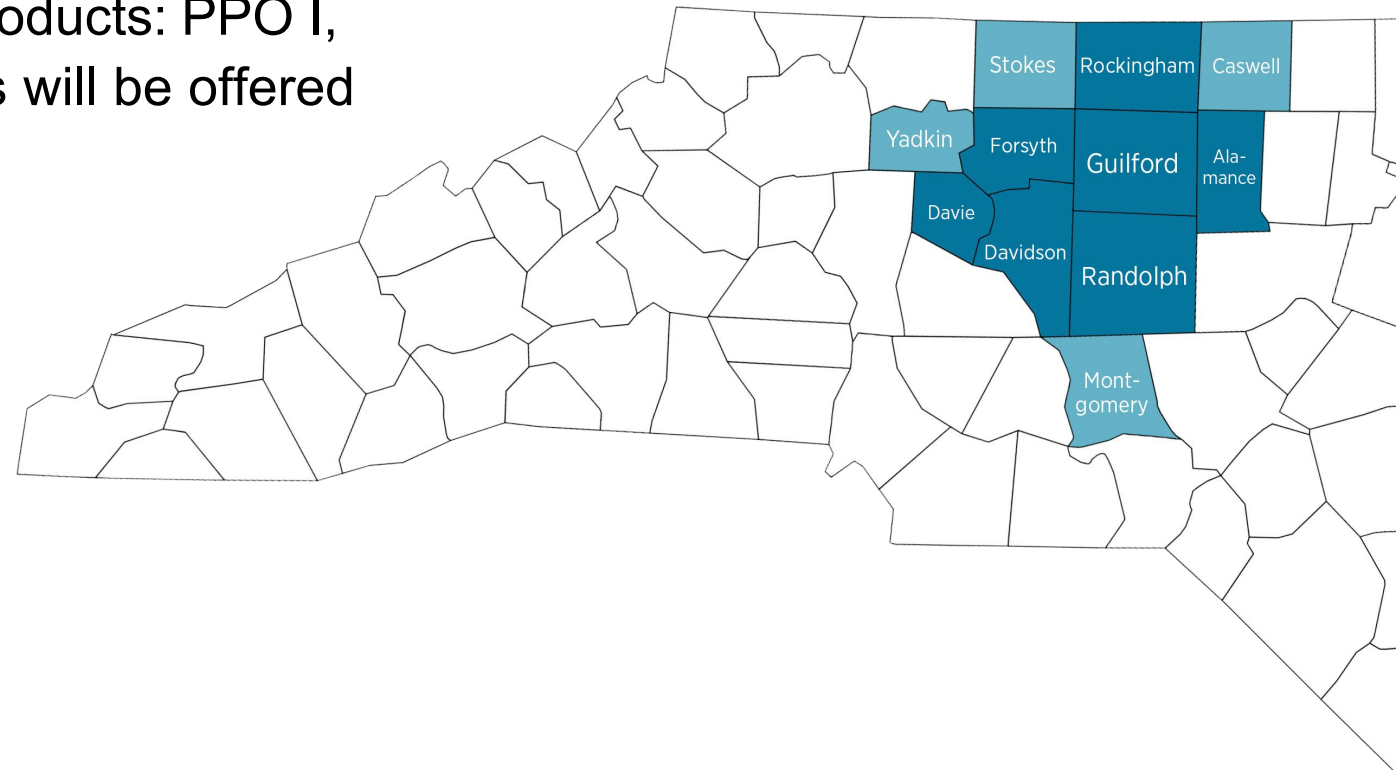 oducts: PPO I,
s will be offered
Stokes
Rockingham
Caswell
Yadkin
Forsyth
Guilford
Ala-
mance
Davie
Davidson
Randolph
Mont-
gomery